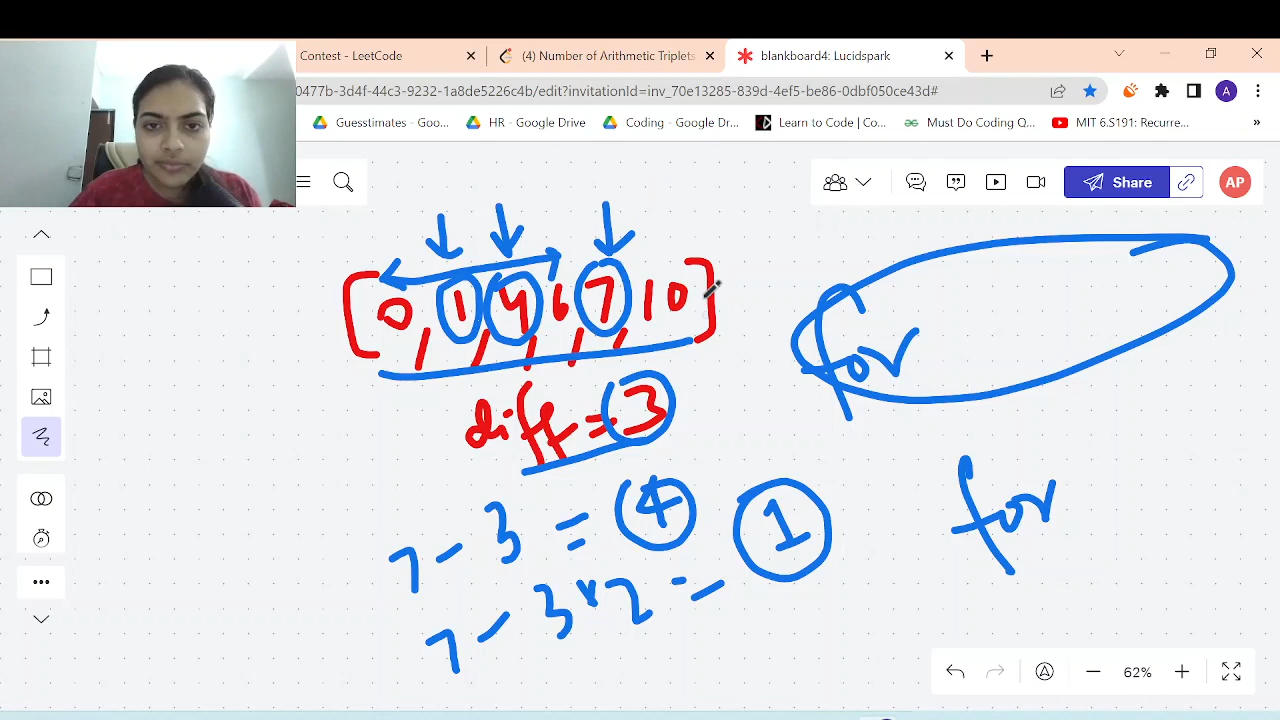 Contest - LeetCode
(4) Number of Arithmetic Triplets
blankboard4: Lucidspark
0477b-3d4f-44c3-9232-1a8de5226c4b/edit?invitationId=inv_70e13285-839d-4ef5-be86-0dbf050ce43d#
A
Guesstimates - Goo...
HR - Google Drive
Coding - Google Dr...
Learn to Code | Co...
Must Do Coding Q...
MIT 6.S191: Recurre...
»
Share
AP
[0, 1, 4, 6, 7, 10]
diff = 3
for
7 - 3 = 4
1
for
7 - 3 * 2 =
62%